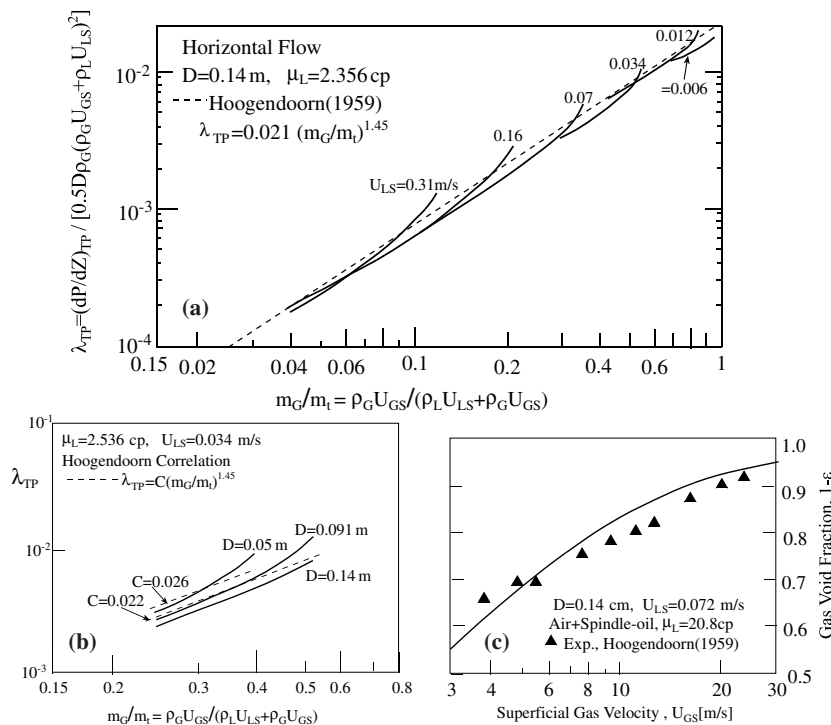 Horizontal Flow
D=0.14 m, μL=2.356 cp
Hoogendoorn(1959)
λTP=0.021 (mG/mt)^1.45
0.012
0.034
=0.006
0.07
0.16
ULS=0.31m/s
(a)
λTP=(dP/dZ)TP / [0.5DρG(ρGUGS+ρLULS)^2]
10^-2
10^-3
10^-4
0.15 0.02 0.04 0.06 0.1 0.2 0.4 0.6 1
mG/mt = ρGUGS/(ρLULS+ρGUGS)
10^-1
μL=2.536 cp, ULS=0.034 m/s
Hoogendoorn Correlation
λTP=C(mG/mt)^1.45
λTP
10^-2
D=0.05 m
D=0.091 m
D=0.14 m
C=0.026
C=0.022
(b)
10^-3
0.15 0.2 0.4 0.6 0.8
mG/mt = ρGUGS/(ρLULS+ρGUGS)
1.0
0.9
0.8
0.7
0.6
0.5
Gas Void Fraction, 1-ε
D=0.14 cm, ULS=0.072 m/s
Air+Spindle-oil, μL=20.8cp
Exp., Hoogendoorn(1959)
(c)
3 4 6 8 10 20 30
Superficial Gas Velocity , UGS[m/s]